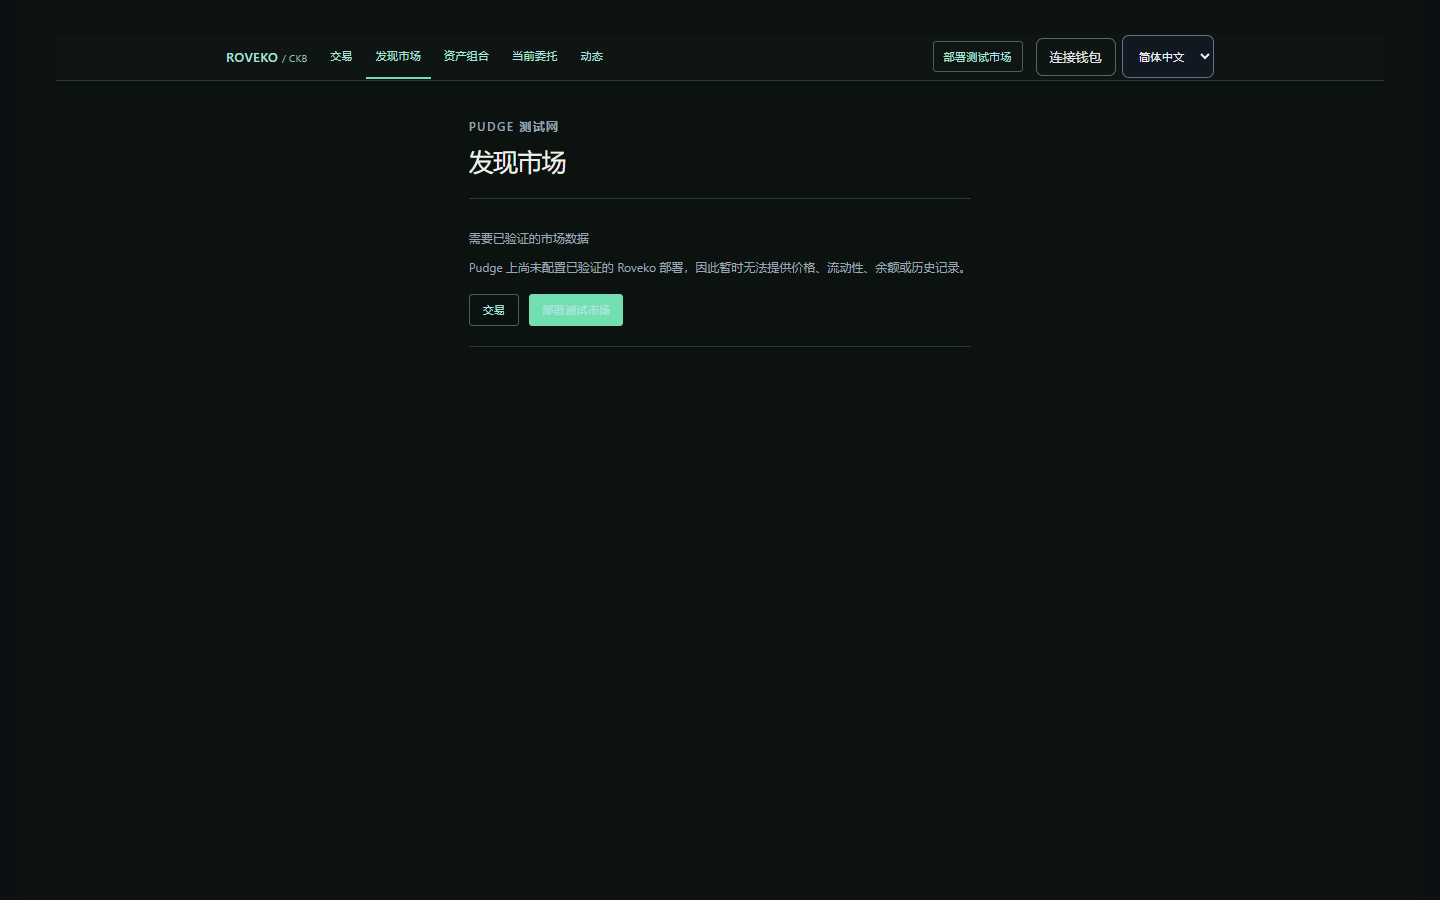 ROVEKO / CKB 交易 发现市场 资产组合 当前委托 动态 部署测试市场 连接钱包 简体中文
PUDGE 测试网
发现市场
需要已验证的市场数据
Pudge 上尚未配置已验证的 Roveko 部署，因此暂时无法提供价格、流动性、余额或历史记录。
交易 部署测试市场